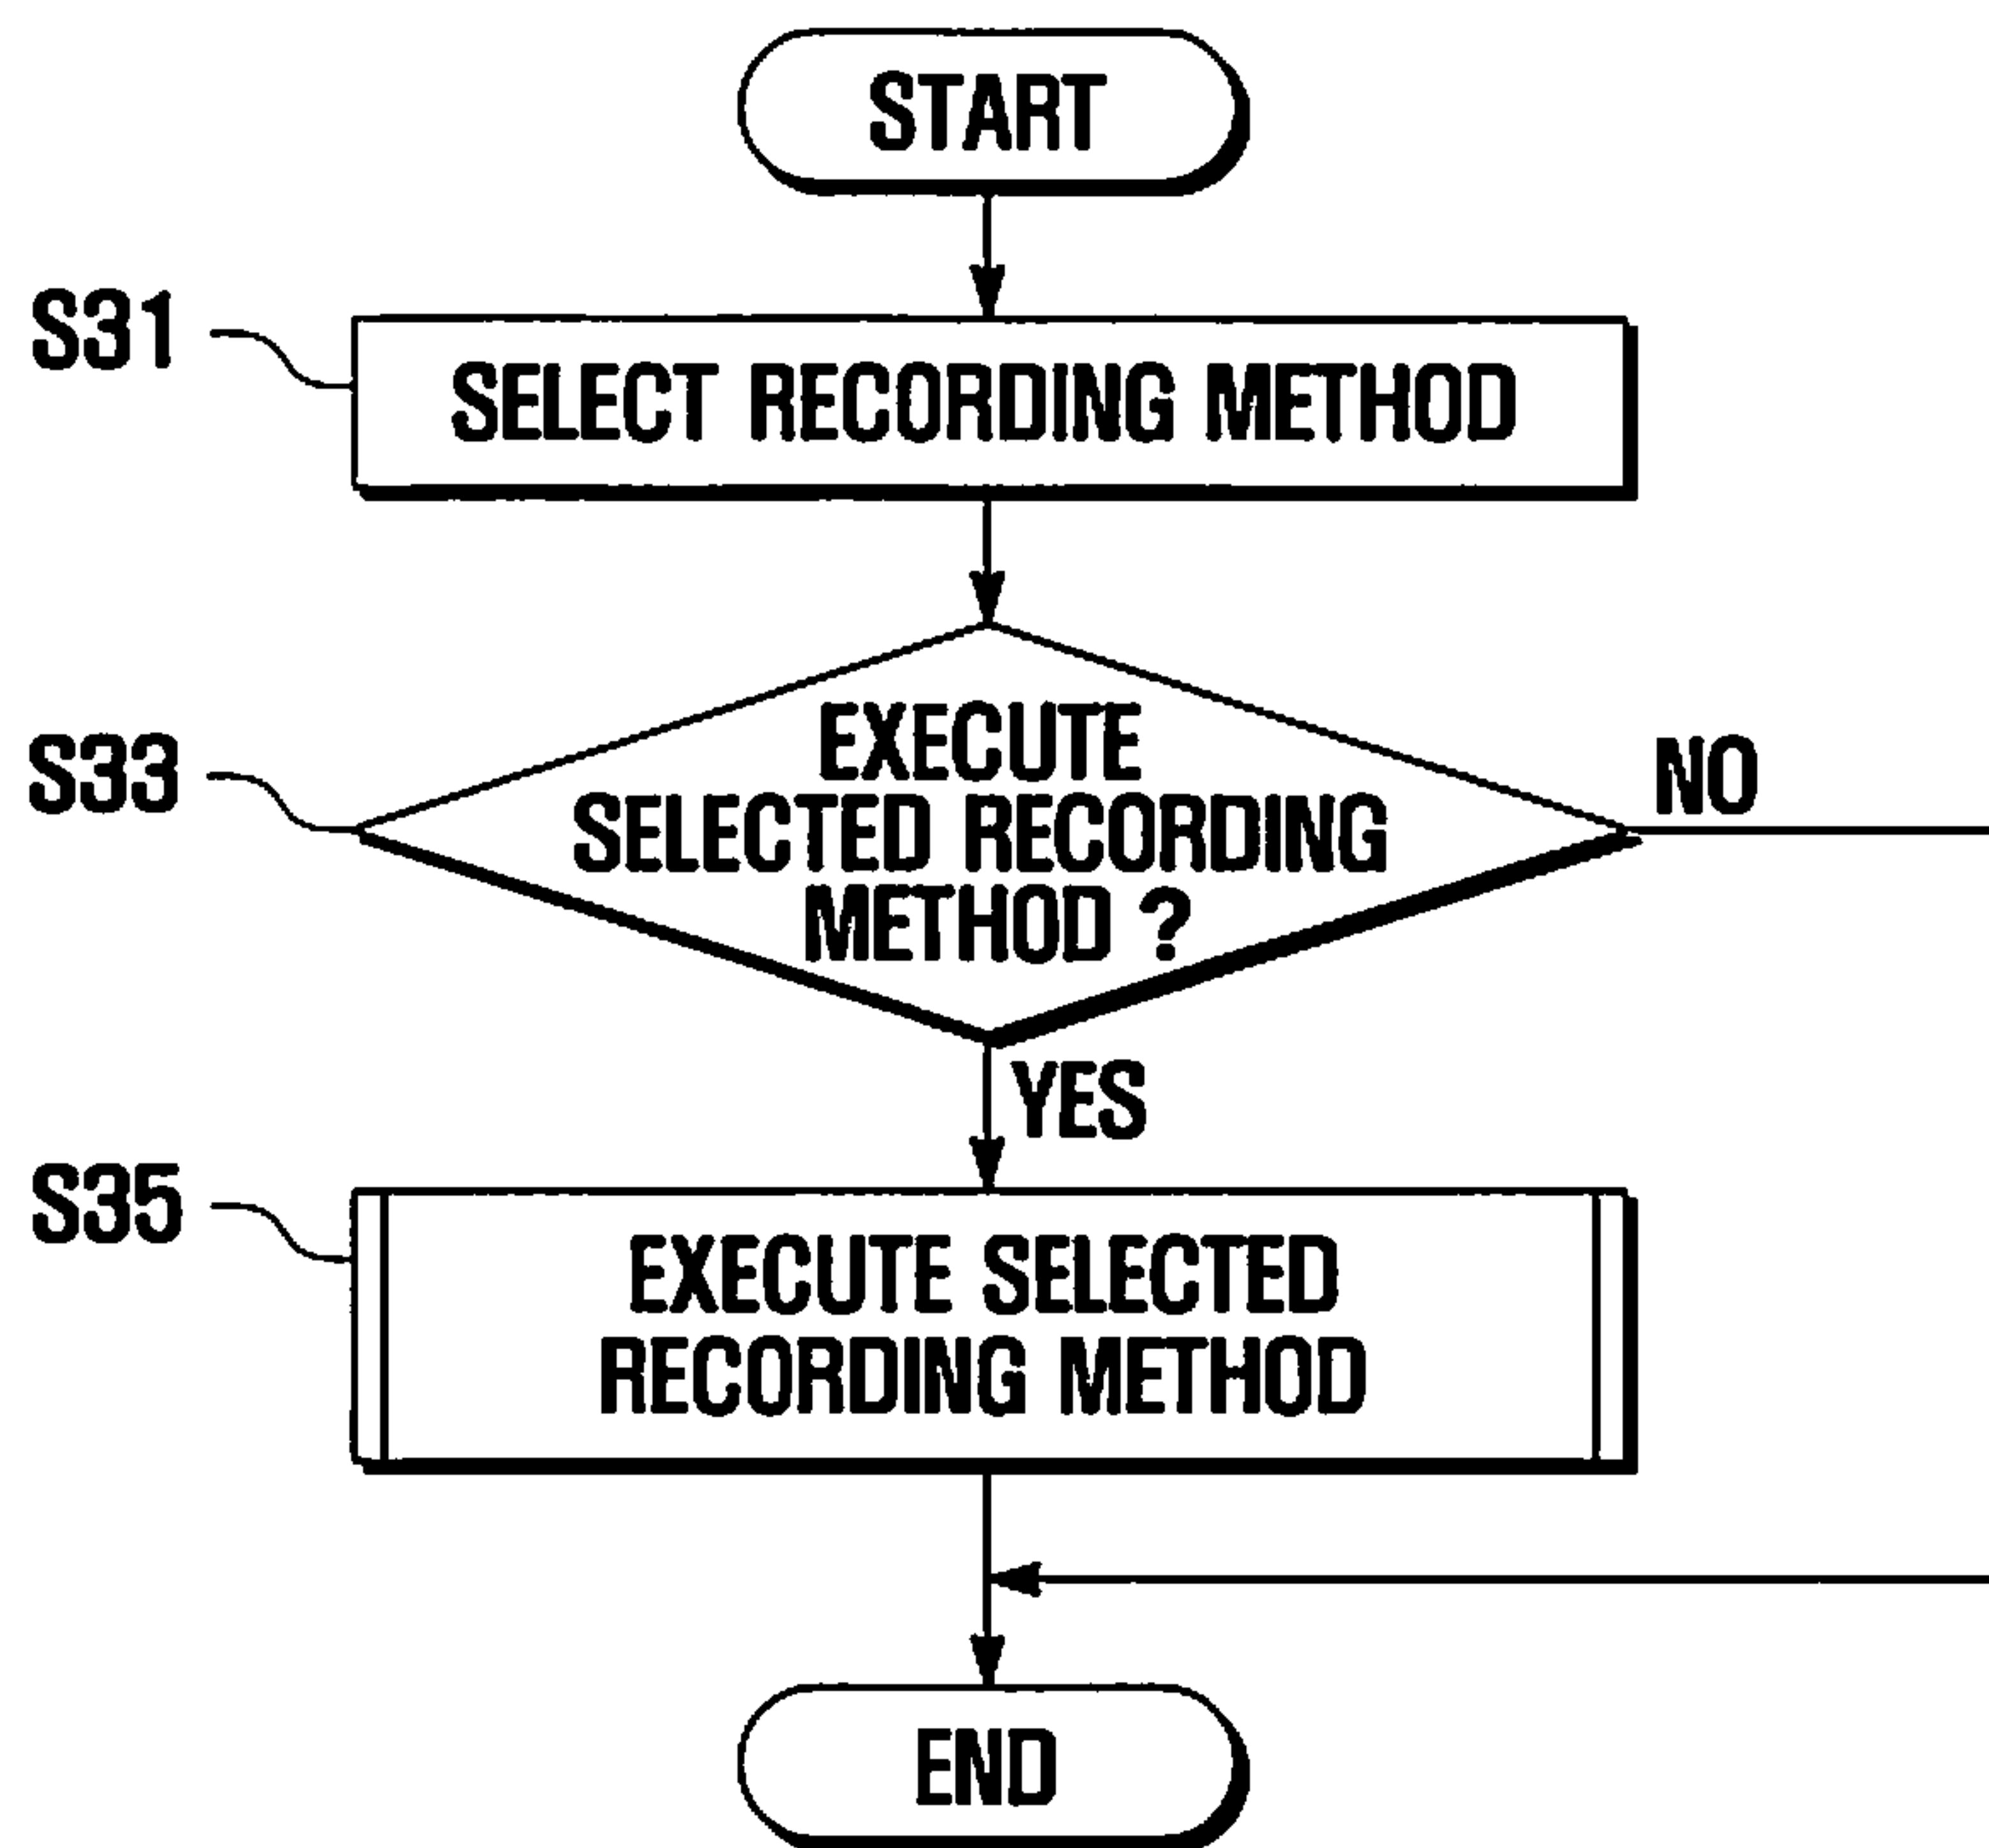 START
S31
SELECT RECORDING METHOD
S33
EXECUTE
SELECTED RECORDING
METHOD ?
NO
YES
S35
EXECUTE SELECTED
RECORDING METHOD
END